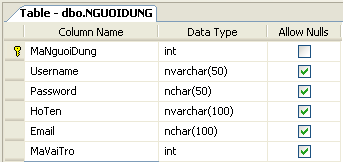 Table - dbo.NGUOIDUNG
Column Name Data Type Allow Nulls
MaNguoiDung int
Username nvarchar(50)
Password nchar(50)
HoTen nvarchar(100)
Email nchar(100)
MaVaiTro int